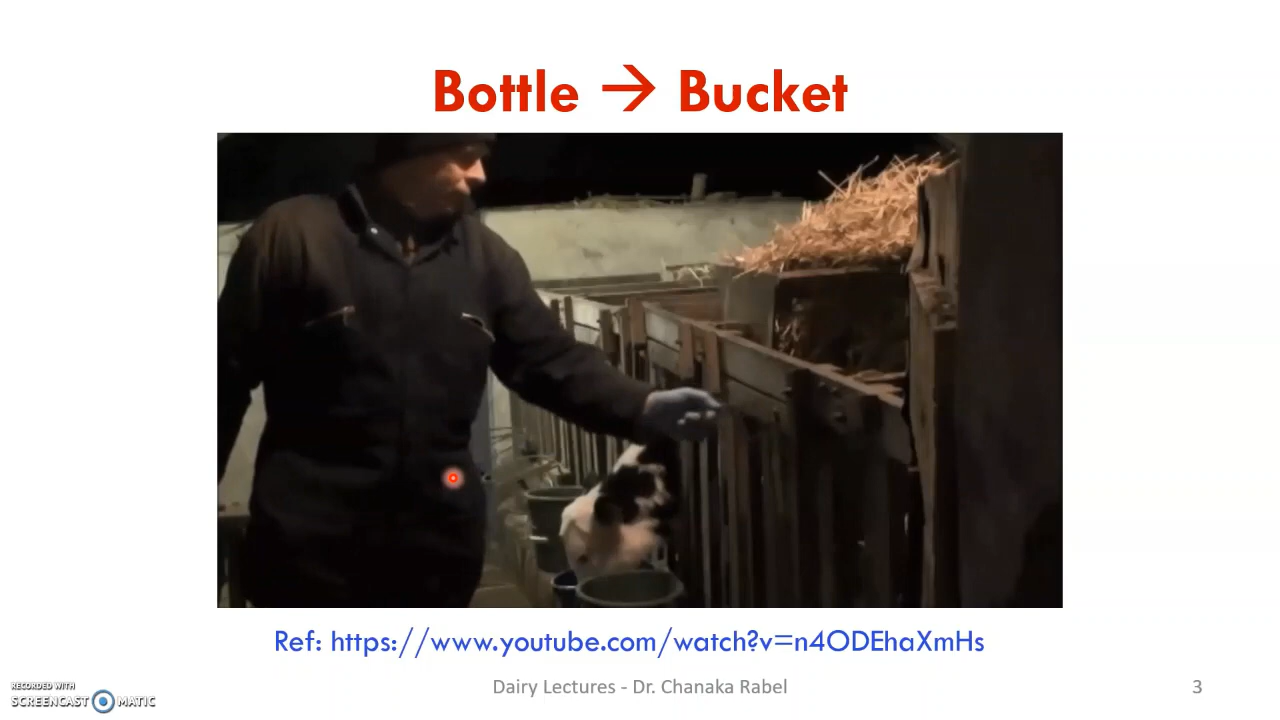 Bottle → Bucket
Ref: https://www.youtube.com/watch?v=n4ODEhaXmHs
Dairy Lectures - Dr. Chanaka Rabel
3
RECORDED WITH
SCREENCAST MATIC